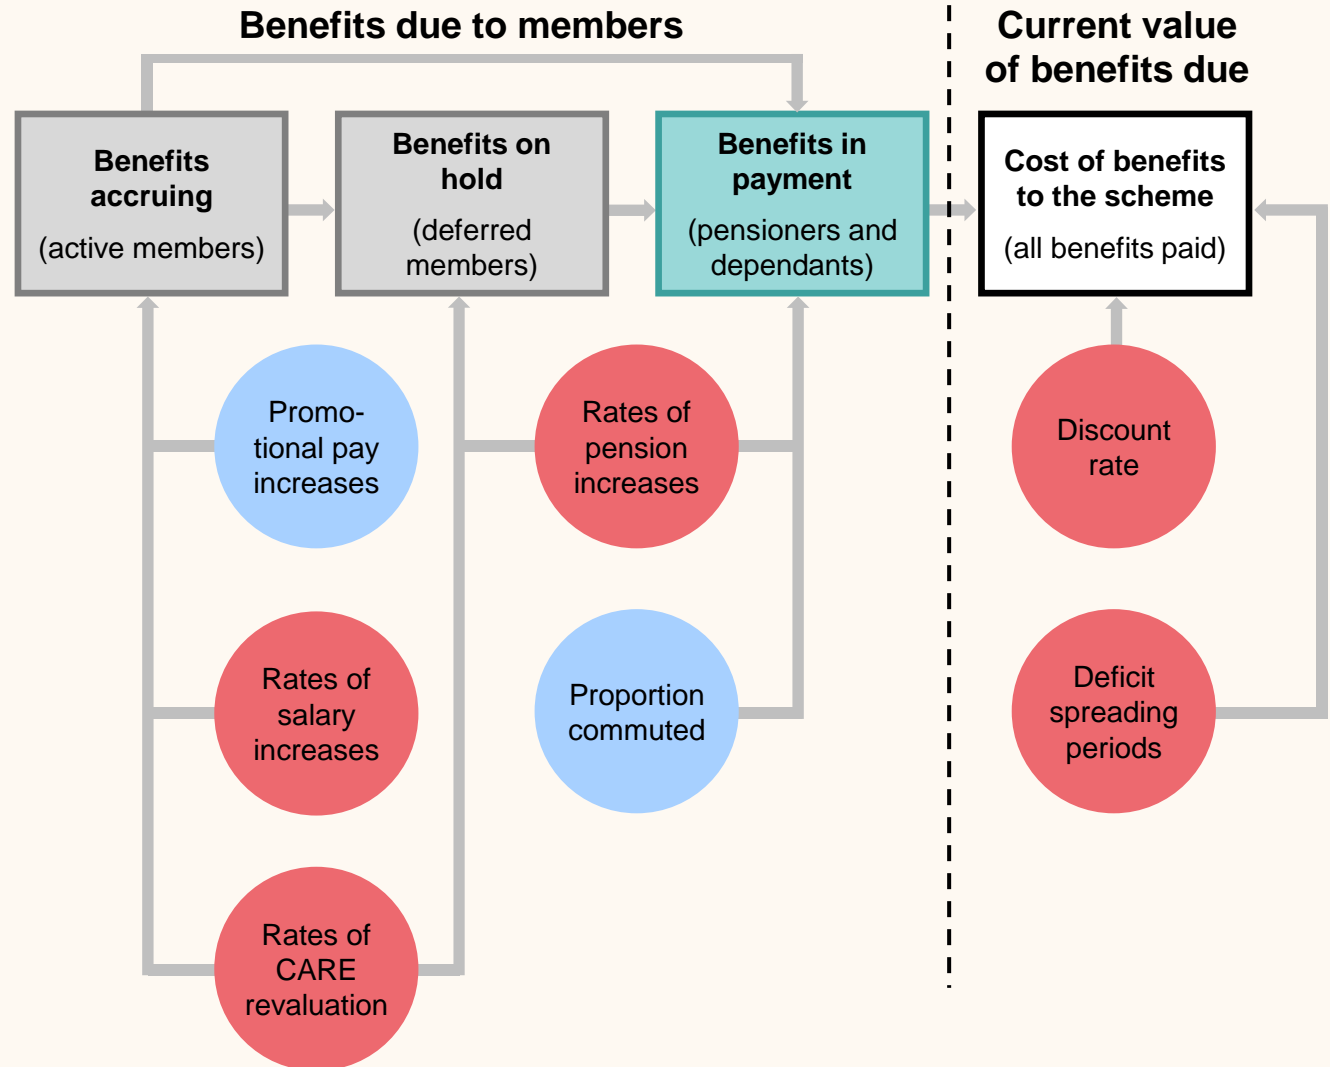 Benefits due to members
Current value
of benefits due
Benefits
accruing
(active members)
Benefits on
hold
(deferred
members)
Benefits in
payment
(pensioners and
dependants)
Cost of benefits
to the scheme
(all benefits paid)
Promo-
tional pay
increases
Rates of
pension
increases
Discount
rate
Rates of
salary
increases
Proportion
commuted
Deficit
spreading
periods
Rates of
CARE
revaluation